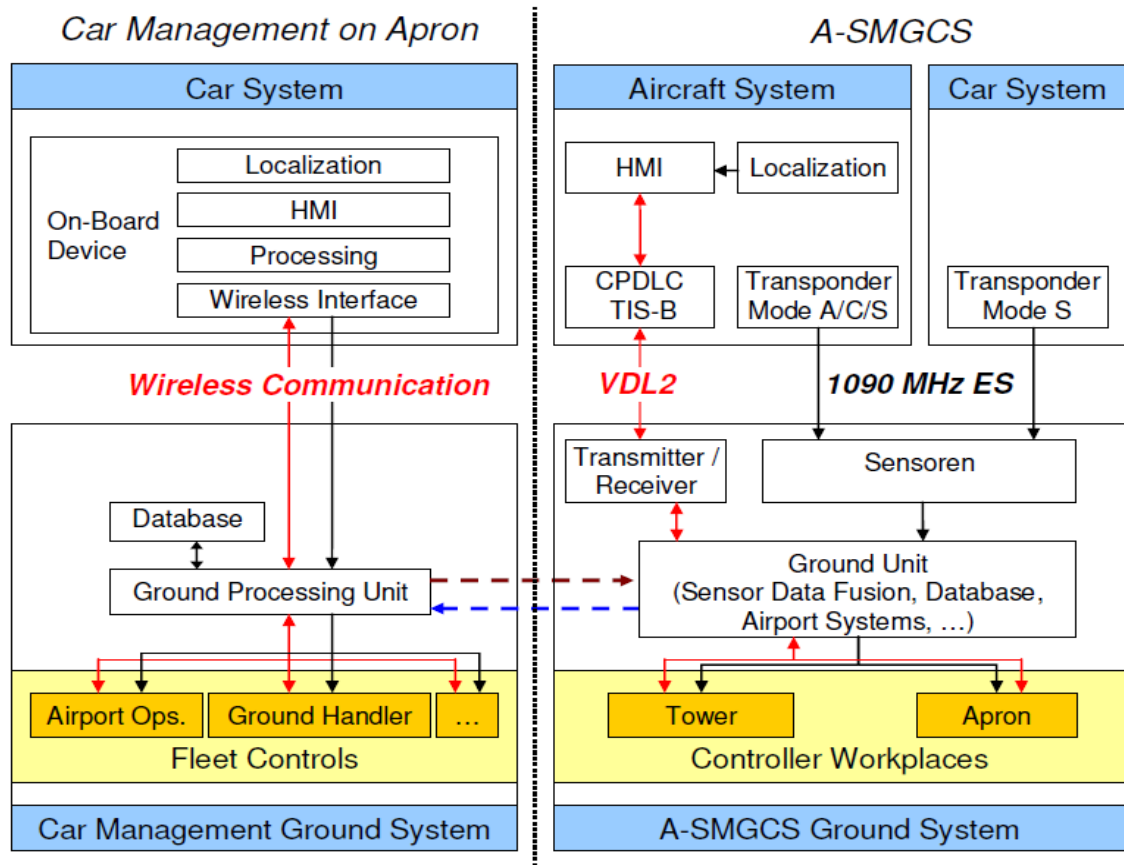 Car Management on Apron
Car System
On-Board
Device
Localization
HMI
Processing
Wireless Interface
Wireless Communication
Database
Ground Processing Unit
Airport Ops.
Ground Handler
...
Fleet Controls
Car Management Ground System
A-SMGCS
Aircraft System
Car System
HMI
Localization
CPDLC
TIS-B
Transponder
Mode A/C/S
Transponder
Mode S
VDL2
1090 MHz ES
Transmitter /
Receiver
Sensoren
Ground Unit
(Sensor Data Fusion, Database,
Airport Systems, ...)
Tower
Apron
Controller Workplaces
A-SMGCS Ground System